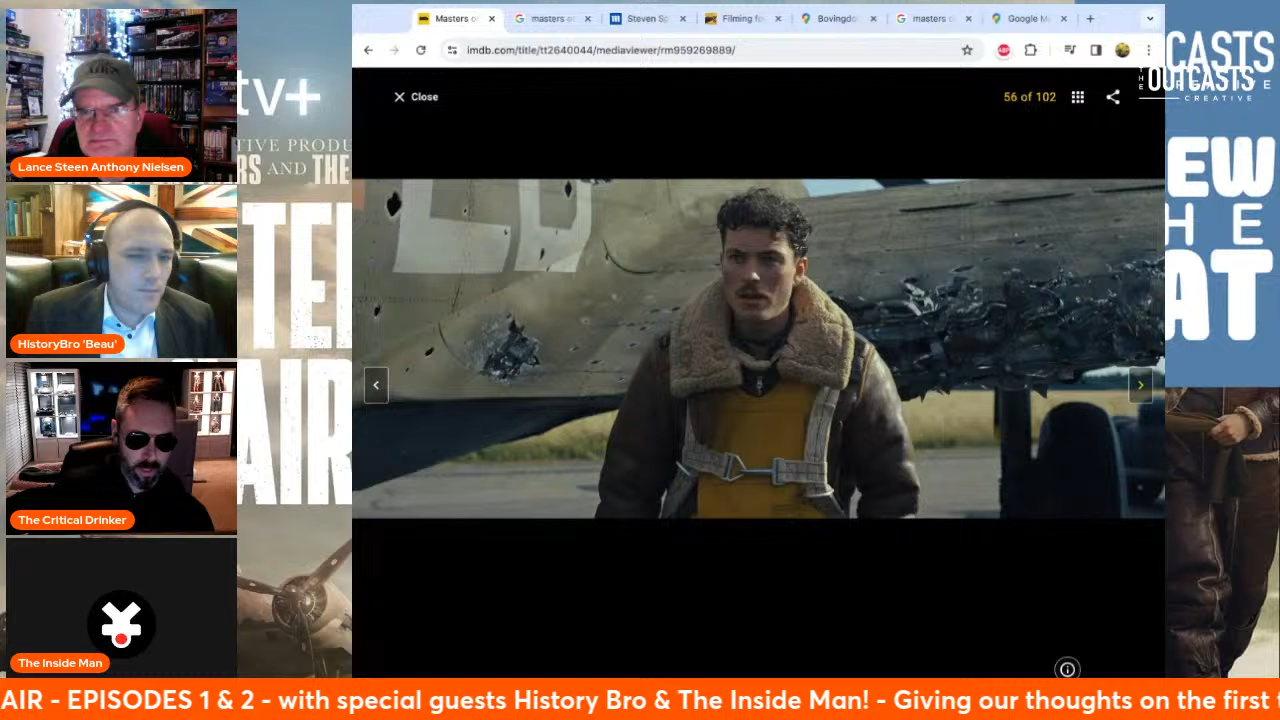 Lance Steen Anthony Nielsen
HistoryBro 'Beau'
The Critical Drinker
The Inside Man
tv+
TIVE PRODU
RS AND THE
TER
AIR
Masters o
masters o
Steven Sp
Filming fo
Bovingdo
masters o
Google M
imdb.com/title/tt2640044/mediaviewer/rm959269889/
Close
56 of 102
CASTS
THE
OUTCASTS
CREATIVE
EW
HE
AT
AIR - EPISODES 1 & 2 - with special guests History Bro & The Inside Man! - Giving our thoughts on the first